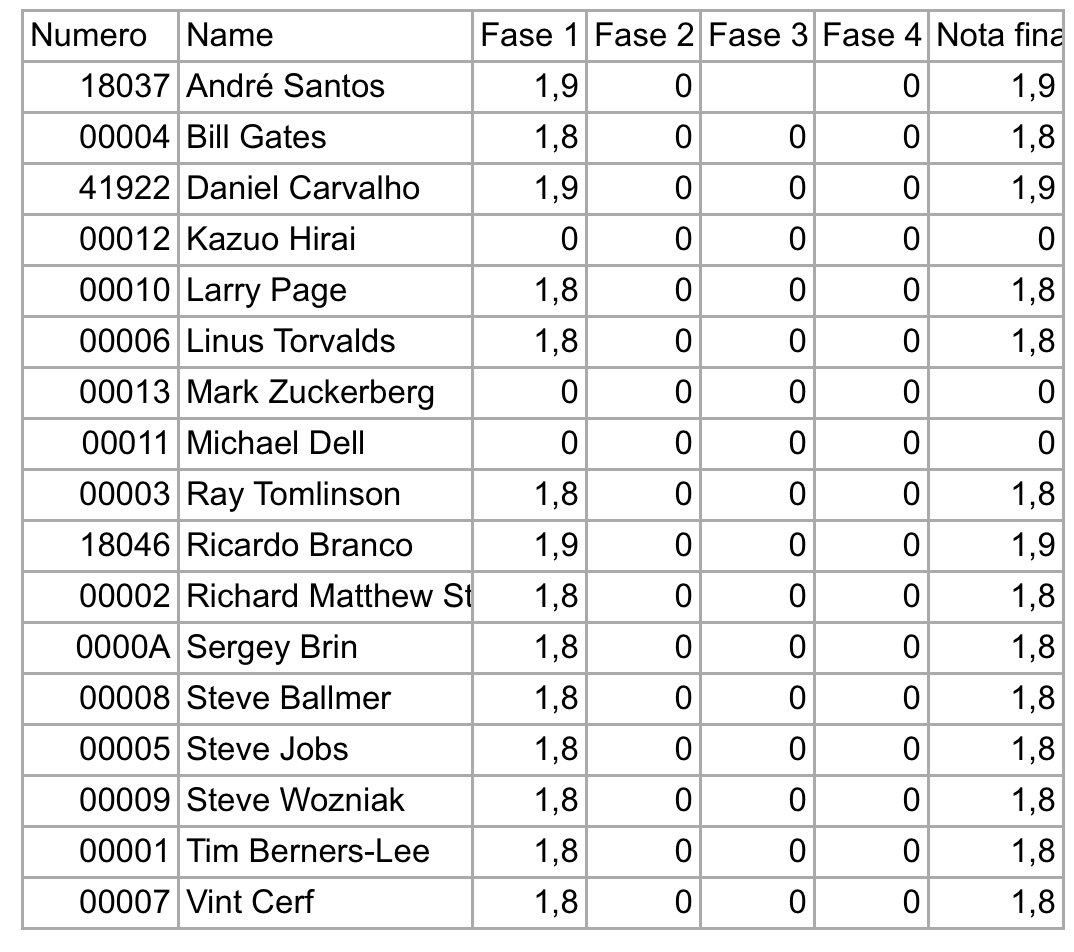 Numero Name Fase 1 Fase 2 Fase 3 Fase 4 Nota fina
18037 André Santos 1,9 0 0 1,9
00004 Bill Gates 1,8 0 0 0 1,8
41922 Daniel Carvalho 1,9 0 0 0 1,9
00012 Kazuo Hirai 0 0 0 0 0
00010 Larry Page 1,8 0 0 0 1,8
00006 Linus Torvalds 1,8 0 0 0 1,8
00013 Mark Zuckerberg 0 0 0 0 0
00011 Michael Dell 0 0 0 0 0
00003 Ray Tomlinson 1,8 0 0 0 1,8
18046 Ricardo Branco 1,9 0 0 0 1,9
00002 Richard Matthew St 1,8 0 0 0 1,8
0000A Sergey Brin 1,8 0 0 0 1,8
00008 Steve Ballmer 1,8 0 0 0 1,8
00005 Steve Jobs 1,8 0 0 0 1,8
00009 Steve Wozniak 1,8 0 0 0 1,8
00001 Tim Berners-Lee 1,8 0 0 0 1,8
00007 Vint Cerf 1,8 0 0 0 1,8